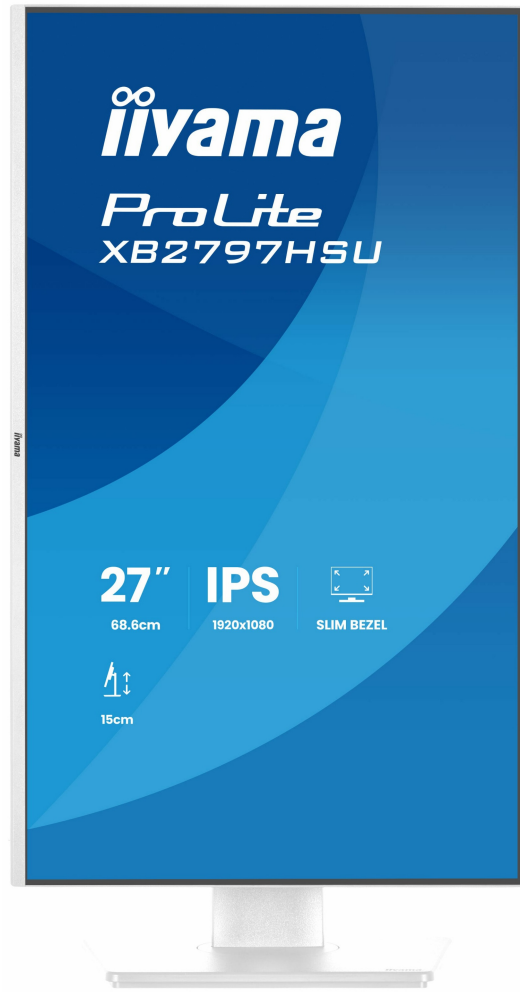 iiyama
ProLite
XB2797HSU
iiyama
27" IPS
68.6cm 1920x1080 SLIM BEZEL
15cm